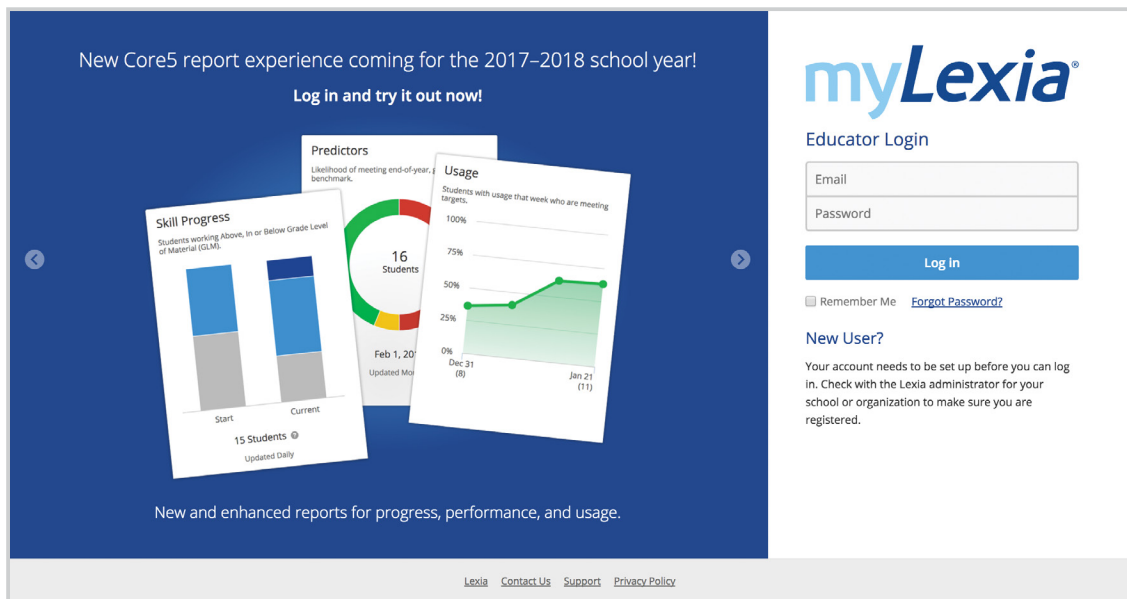 New Core5 report experience coming for the 2017–2018 school year!
Log in and try it out now!
Skill Progress
Students working Above, In or Below Grade Level
of Material (GLM).
Start
Current
15 Students
Updated Daily
Predictors
Likelihood of meeting end-of-year,
benchmark.
16
Students
Feb 1,
Updated
Usage
Students with usage that week who are meeting
targets.
100%
75%
50%
25%
0%
Dec 31
(8)
Jan 21
(11)
New and enhanced reports for progress, performance, and usage.
myLexia®
Educator Login
Email
Password
Log in
Remember Me Forgot Password?
New User?
Your account needs to be set up before you can log
in. Check with the Lexia administrator for your
school or organization to make sure you are
registered.
Lexia Contact Us Support Privacy Policy